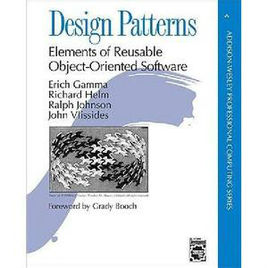 Design Patterns
Elements of Reusable
Object-Oriented Software
Erich Gamma
Richard Helm
Ralph Johnson
John Vlissides
Foreword by Grady Booch
ADDISON-WESLEY PROFESSIONAL COMPUTING SERIES